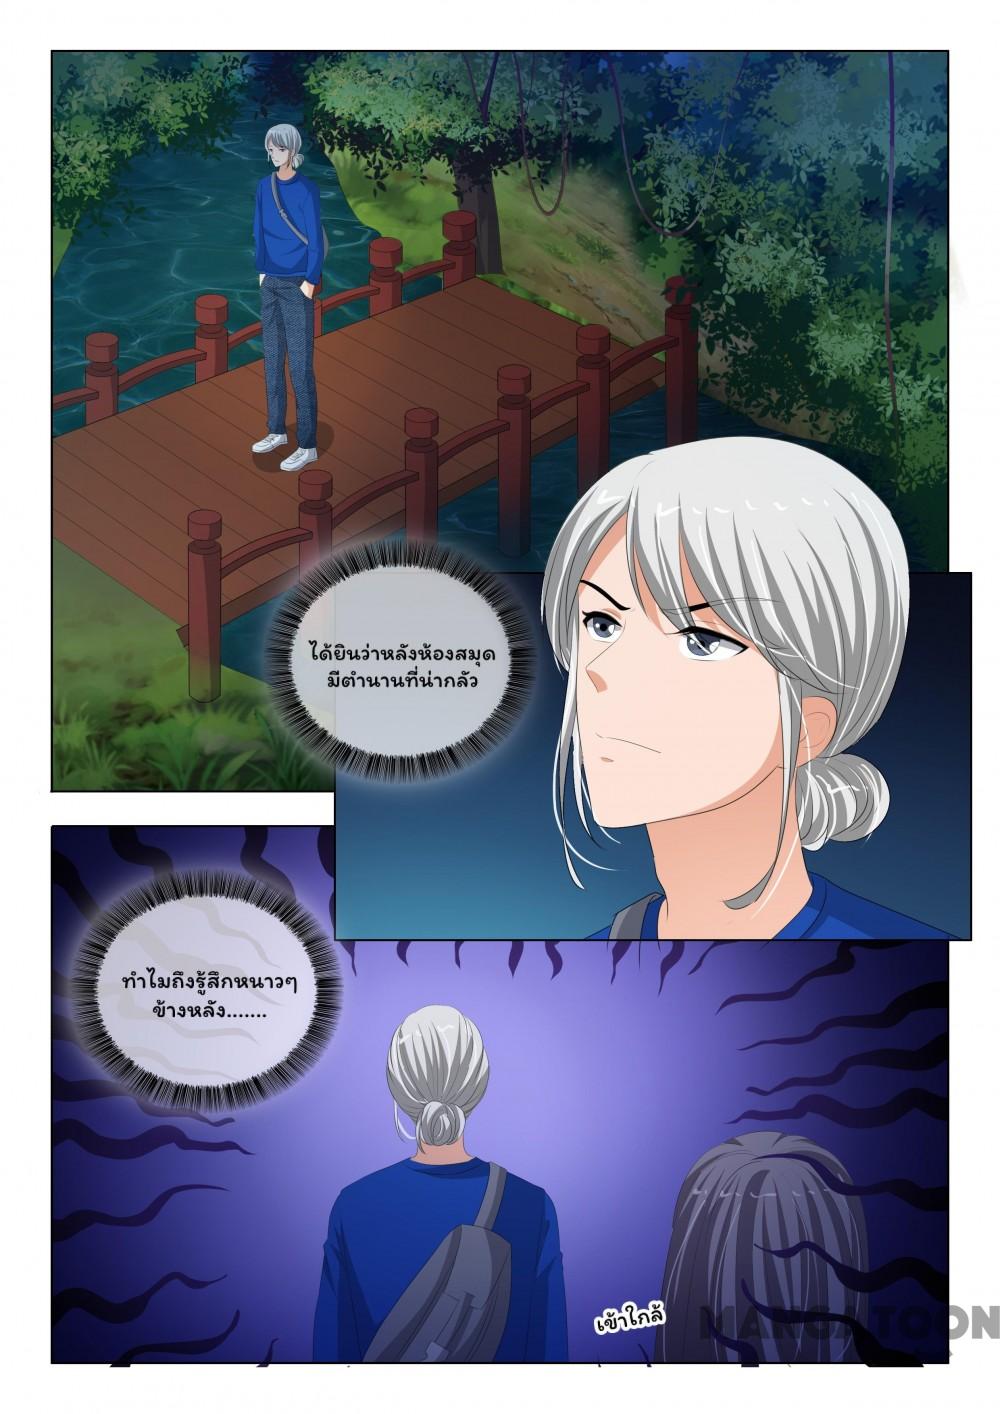 ได้ยินว่าหลังห้องสมุด
มีตำนานที่น่ากลัว
ทำไมถึงรู้สึกหนาวๆ
ข้างหลัง.......
เข้าใกล้
MANGA TOON